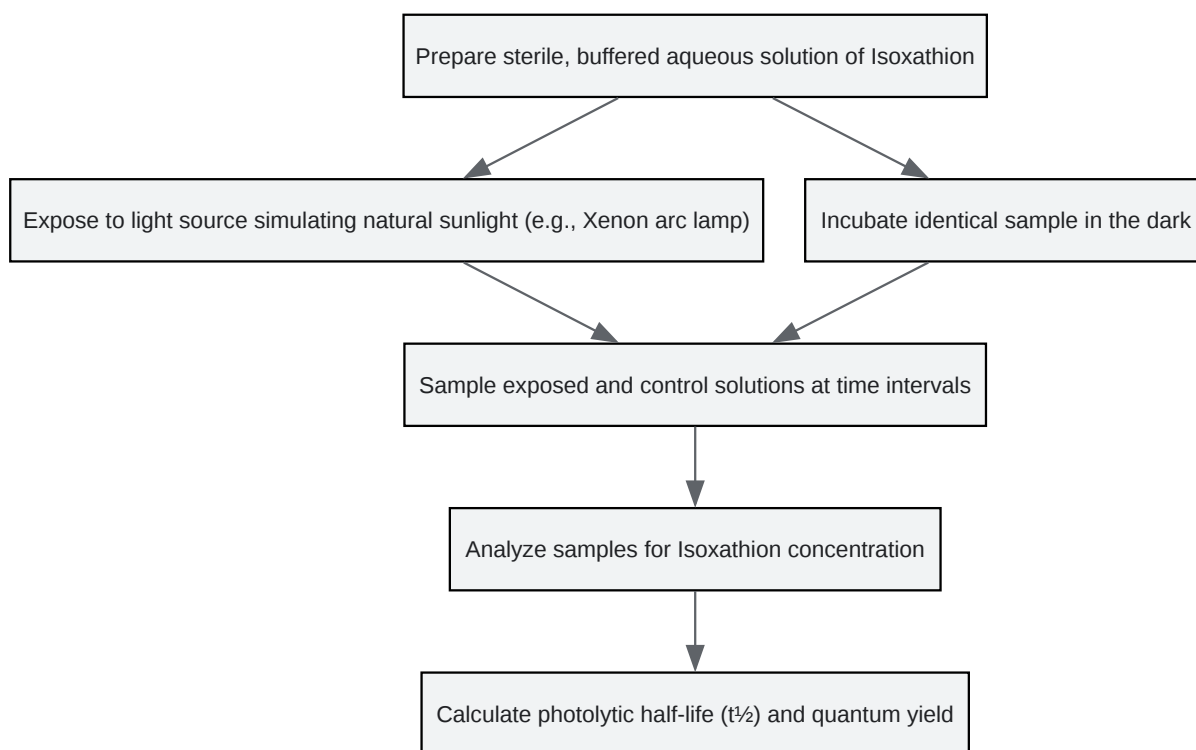 Prepare sterile, buffered aqueous solution of Isoxathion
Expose to light source simulating natural sunlight (e.g., Xenon arc lamp)
Incubate identical sample in the dark
Sample exposed and control solutions at time intervals
Analyze samples for Isoxathion concentration
Calculate photolytic half-life (t½) and quantum yield